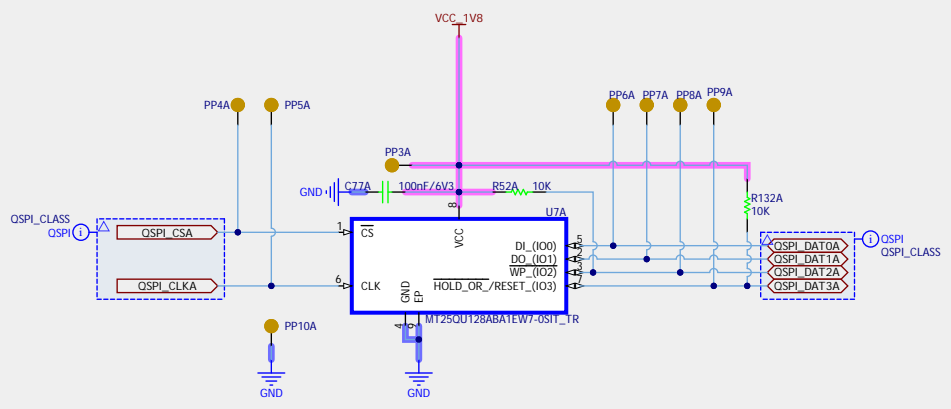 VCC_1V8
PP4A
PP5A
PP6A
PP7A
PP8A
PP9A
PP3A
GND
C77A
100nF/6V3
R52A
10K
R132A
10K
QSPI_CLASS
QSPI
QSPI_CSA
QSPI_CLKA
U7A
1
6
8
CS
CLK
VCC
GND
EP
DI_(IO0)
DO_(IO1)
WP_(IO2)
HOLD_OR_/RESET_(IO3)
5
2
3
7
4
9
MT25QU128ABA1EW7-0SIT_TR
QSPI_DAT0A
QSPI_DAT1A
QSPI_DAT2A
QSPI_DAT3A
i
QSPI
QSPI_CLASS
i
PP10A
GND
GND